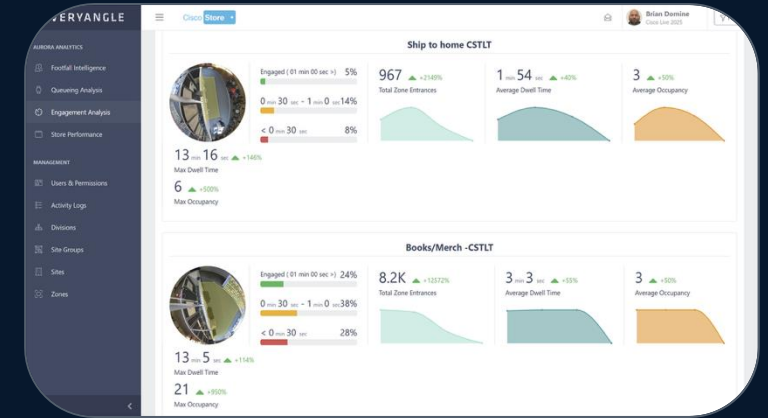 VERYANGLE
Cisco Store
Brian Domine
Cisco Live 2025
AURORA ANALYTICS
Footfall Intelligence
Queueing Analysis
Engagement Analysis
Store Performance
MANAGEMENT
Users & Permissions
Activity Logs
Divisions
Site Groups
Sites
Zones
Ship to home CSTLT
Engaged ( 01 min 00 sec >) 5%
0 min 30 sec - 1 min 0 sec 14%
< 0 min 30 sec 8%
967 +2149%
Total Zone Entrances
1 min 54 sec +40%
Average Dwell Time
3 +50%
Average Occupancy
13 min 16 sec +146%
Max Dwell Time
6 +500%
Max Occupancy
Books/Merch -CSTLT
Engaged ( 01 min 00 sec >) 24%
0 min 30 sec - 1 min 0 sec 38%
< 0 min 30 sec 28%
8.2K +12572%
Total Zone Entrances
3 min 3 sec +55%
Average Dwell Time
3 +50%
Average Occupancy
13 min 5 sec +114%
Max Dwell Time
21 +950%
Max Occupancy